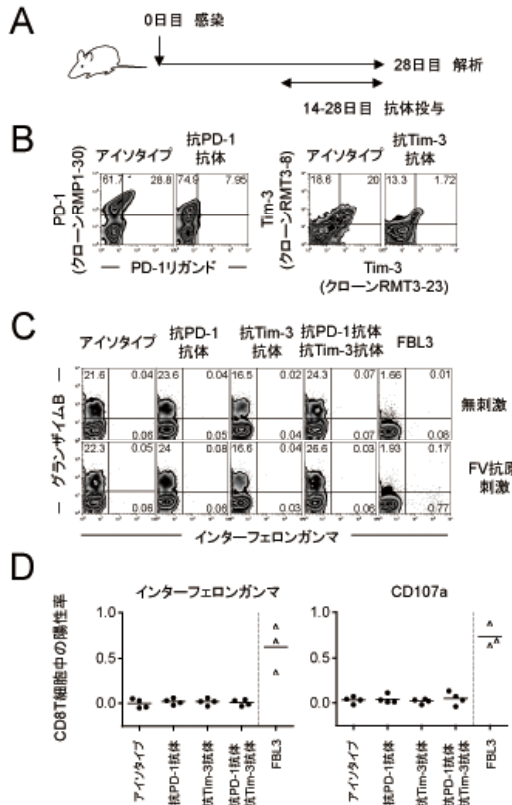 A
0日目 感染
28日目 解析
14-28日目 抗体投与
B
アイソタイプ
抗PD-1
抗体
アイソタイプ
抗Tim-3
抗体
61.7
28.8
74.9
7.95
18.6
20
13.3
1.72
PD-1
(クローンRMP1-30)
PD-1リガンド
Tim-3
(クローンRMT3-8)
Tim-3
(クローンRMT3-23)
C
アイソタイプ
抗PD-1
抗体
抗Tim-3
抗体
抗PD-1抗体
抗Tim-3抗体
FBL3
21.6 0.04 23.6 0.04 16.5 0.02 24.3 0.07 1.66 0.01
0.06 0.05 0.04 0.07 0.08
無刺激
22.3 0.05 24 0.08 16.6 0.04 26.6 0.03 1.93 0.17
0.06 0.06 0.03 0.06 0.77
FV抗原
刺激
グランザイムB
インターフェロンガンマ
D
インターフェロンガンマ
CD107a
CD8T細胞中の陽性率
1.0
0.5
0.0
1.0
0.5
0.0
アイソタイプ
抗PD-1抗体
抗Tim-3抗体
抗PD-1抗体
抗Tim-3抗体
FBL3
アイソタイプ
抗PD-1抗体
抗Tim-3抗体
抗PD-1抗体
抗Tim-3抗体
FBL3